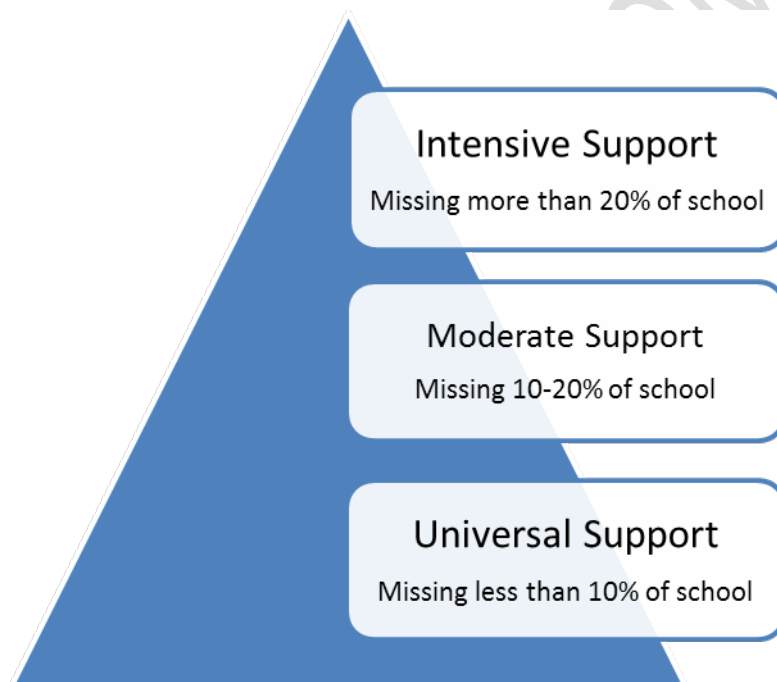 Intensive Support
Missing more than 20% of school
Moderate Support
Missing 10-20% of school
Universal Support
Missing less than 10% of school